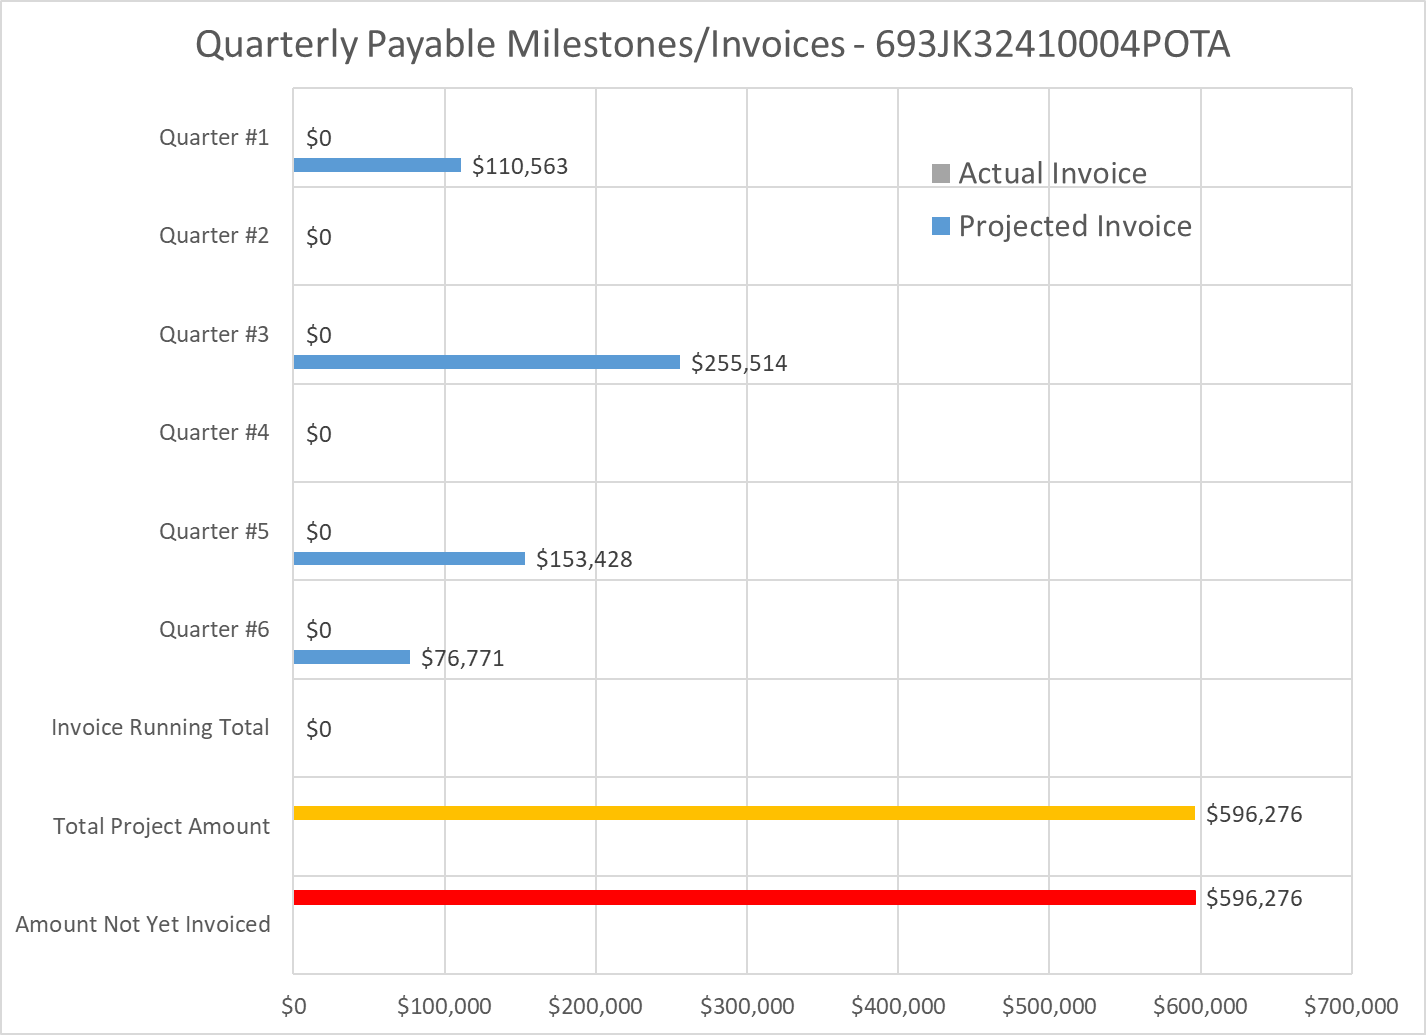 Quarterly Payable Milestones/Invoices - 693JK32410004POTA
Quarter #1
$0
$110,563
Actual Invoice
Projected Invoice
Quarter #2
$0
Quarter #3
$0
$255,514
Quarter #4
$0
Quarter #5
$0
$153,428
Quarter #6
$0
$76,771
Invoice Running Total
$0
Total Project Amount
$596,276
Amount Not Yet Invoiced
$596,276
$0 $100,000 $200,000 $300,000 $400,000 $500,000 $600,000 $700,000